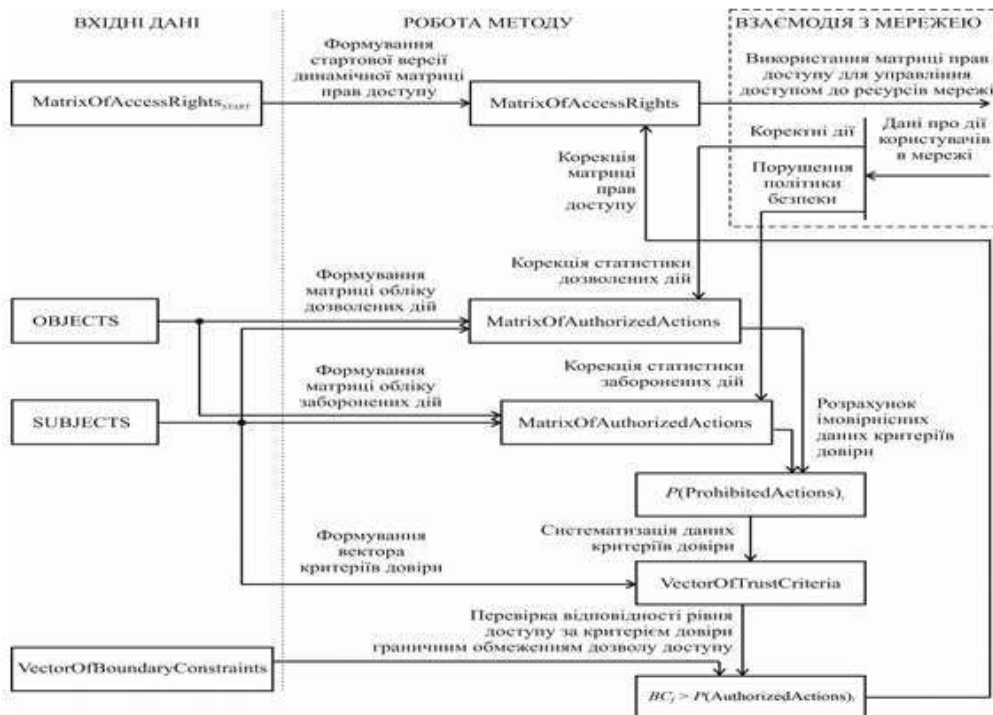 ВХІДНІ ДАНІ
РОБОТА МЕТОДУ
ВЗАЄМОДІЯ З МЕРЕЖЕЮ
MatrixOfAccessRights START
Формування
стартової версії
динамічної матриці
прав доступу
MatrixOfAccessRights
Використання матриці прав
доступу для управління
доступом до ресурсів мережі
Коректні дії
Дані про дії
користувачів
в мережі
Порушення
політики
безпеки
Корекція
матриці
прав
доступу
Корекція статистики
дозволених дій
Формування
матриці обліку
дозволених дій
OBJECTS
MatrixOfAuthorizedActions
Корекція статистики
заборонених дій
Формування
матриці обліку
заборонених дій
SUBJECTS
MatrixOfAuthorizedActions
Розрахунок
імовірнісних
даних критеріїв
довіри
P(ProhibitedActions)i
Систематизація даних
критеріїв довіри
Формування
вектора
критеріїв довіри
VectorOfTrustCriteria
Перевірка відповідності рівня
доступу за критерієм довіри
граничним обмеженням дозволу доступу
VectorOfBoundaryConstraints
BCj > P(AuthorizedActions)i